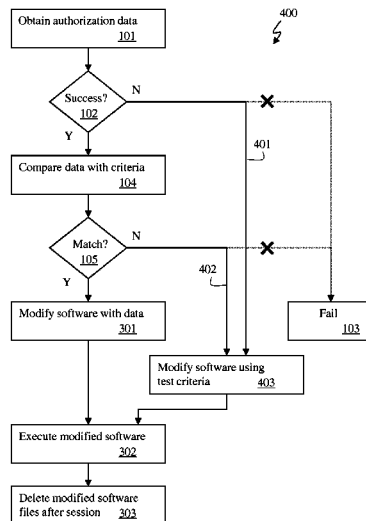 Obtain authorization data
101
400
N
Success?
102
Y
401
Compare data with criteria
104
N
Match?
105
Y
402
Modify software with data
301
Fail
103
Modify software using
test criteria 403
Execute modified software
302
Delete modified software
files after session 303